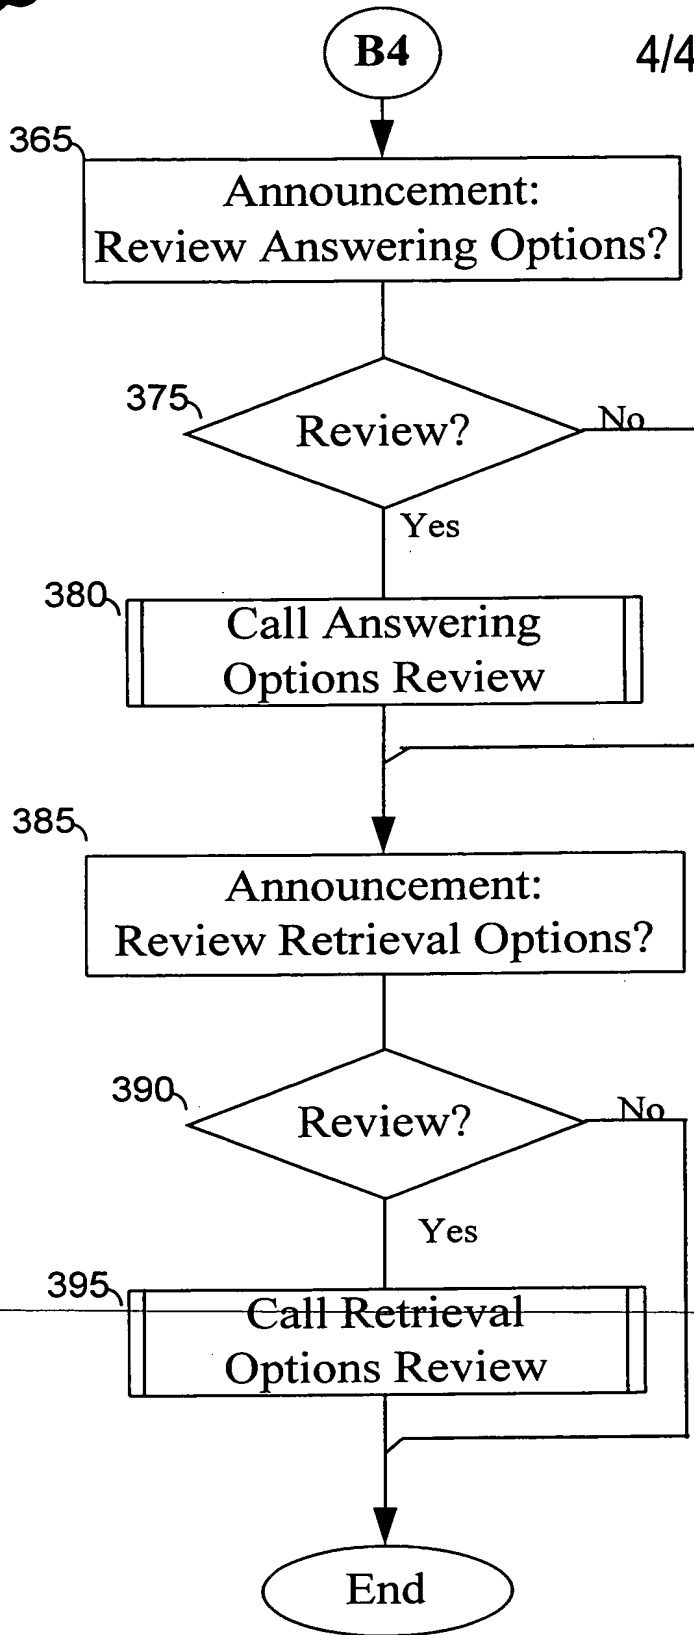 B4
4/4
365
Announcement:
Review Answering Options?
375
Review?
No
Yes
380
Call Answering
Options Review
385
Announcement:
Review Retrieval Options?
390
Review?
No
Yes
395
Call Retrieval
Options Review
End